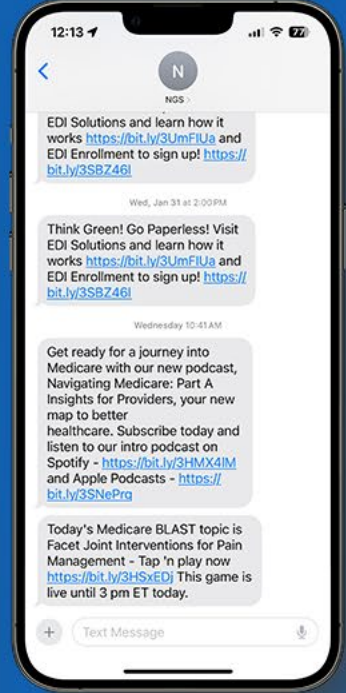 12:13
77
N
NGS
EDI Solutions and learn how it
works https://bit.ly/3UmFlUa and
EDI Enrollment to sign up! https://
bit.ly/3SBZ46l
Wed, Jan 31 at 2:00 PM
Think Green! Go Paperless! Visit
EDI Solutions and learn how it
works https://bit.ly/3UmFlUa and
EDI Enrollment to sign up! https://
bit.ly/3SBZ46l
Wednesday 10:41 AM
Get ready for a journey into
Medicare with our new podcast,
Navigating Medicare: Part A
Insights for Providers, your new
map to better
healthcare. Subscribe today and
listen to our intro podcast on
Spotify - https://bit.ly/3HMX4lM
and Apple Podcasts - https://
bit.ly/3SNePrq
Today's Medicare BLAST topic is
Facet Joint Interventions for Pain
Management - Tap 'n play now
https://bit.ly/3HSxEDj This game is
live until 3 pm ET today.
Text Message